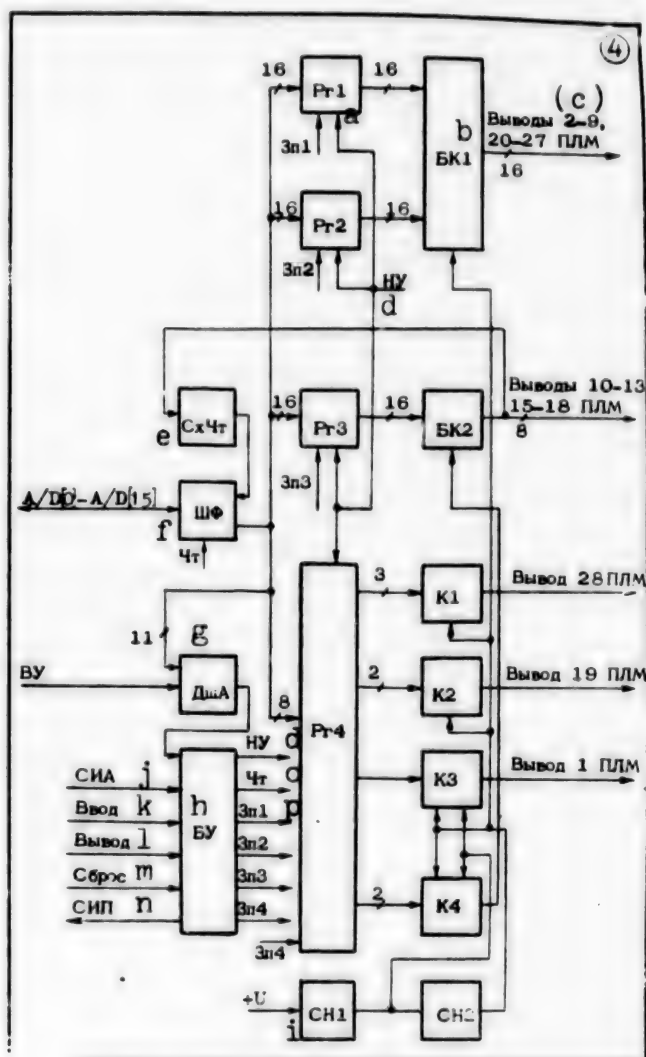 4
16
Рг1
16
a
(c)
Выводы 2-9,
20-27 ПЛМ
16
b
БК1
Зп1
16
Рг2
16
Зп2
НУ
d
Выводы 10-13
15-18 ПЛМ
8
e
СхЧт
16
Рг3
16
БК2
Зп3
A/D[0]-A/D[15]
f
ШФ
Чт
3
К1
Вывод 28 ПЛМ
11
g
ВУ
ДшА
8
Рг4
2
К2
Вывод 19 ПЛМ
НУ
d
СИА j
Чт
o
К3
Вывод 1 ПЛМ
Ввод k
h
БУ
Зп1
p
Вывод l
Зп2
Сброс m
Зп3
2
К4
СИП n
Зп4
Зп4
+U
i
СН1
СН2